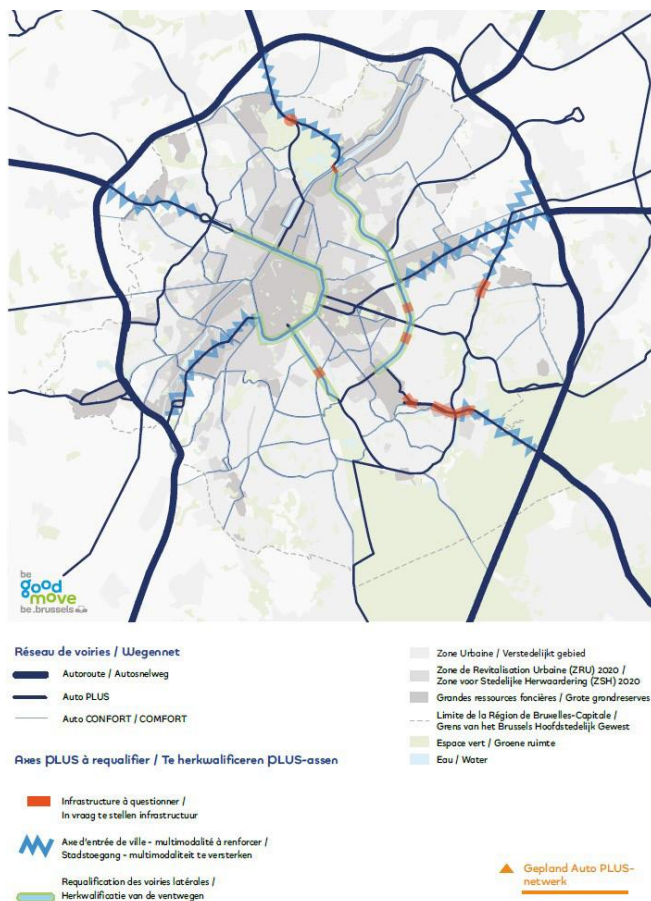 be
good
move
be.brussels
Réseau de voiries / Wegennet
Autoroute / Autosnelweg
Auto PLUS
Auto CONFORT / COMFORT
Axes PLUS à requalifier / Te herkwalificeren PLUS-assen
Infrastructure à questionner /
In vraag te stellen infrastructuur
Axe d'entrée de ville - multimodalité à renforcer /
Stadstoegang - multimodaliteit te versterken
Requalification des voiries latérales /
Herkwalificatie van de ventwegen
Zone Urbaine / Verstedelijkt gebied
Zone de Revitalisation Urbaine (ZRU) 2020 /
Zone voor Stedelijke Herwaardering (ZSH) 2020
Grandes ressources foncières / Grote grondreserves
Limite de la Région de Bruxelles-Capitale /
Grens van het Brussels Hoofdstedelijk Gewest
Espace vert / Groene ruimte
Eau / Water
Gepland Auto PLUS-
netwerk